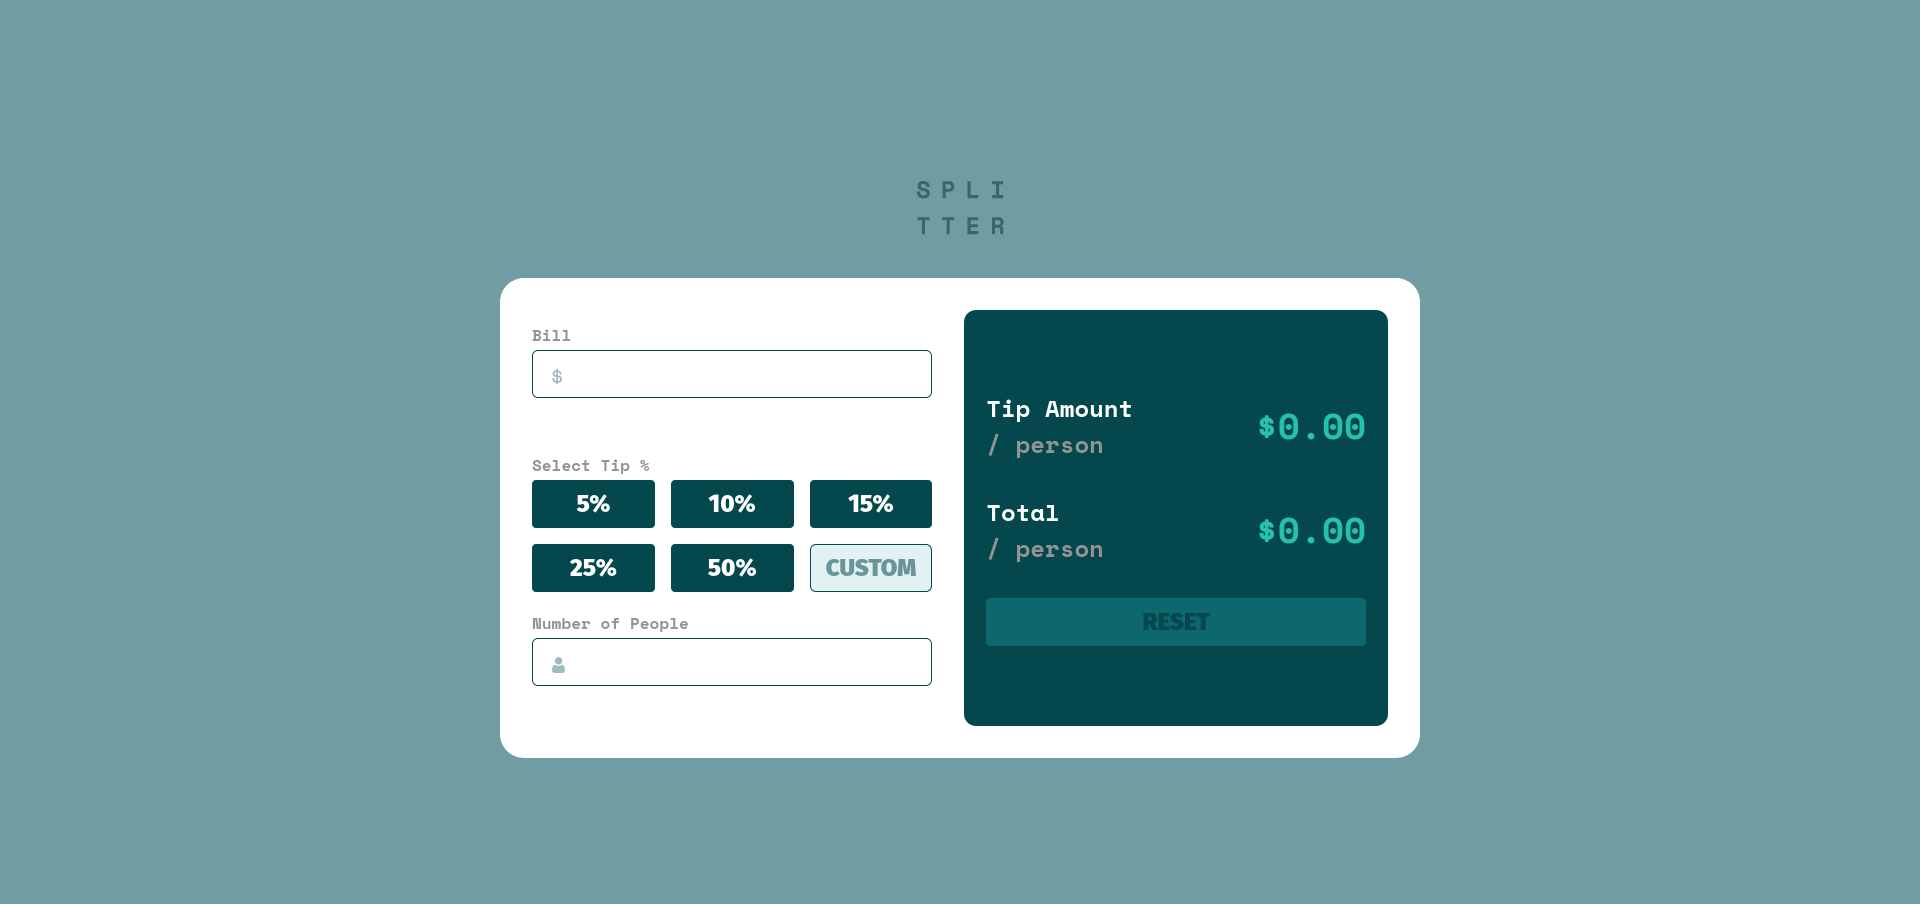 SPLI
TTER
Bill
$
Select Tip %
5% 10% 15%
25% 50% CUSTOM
Number of People
Tip Amount
/ person
$0.00
Total
/ person
$0.00
RESET